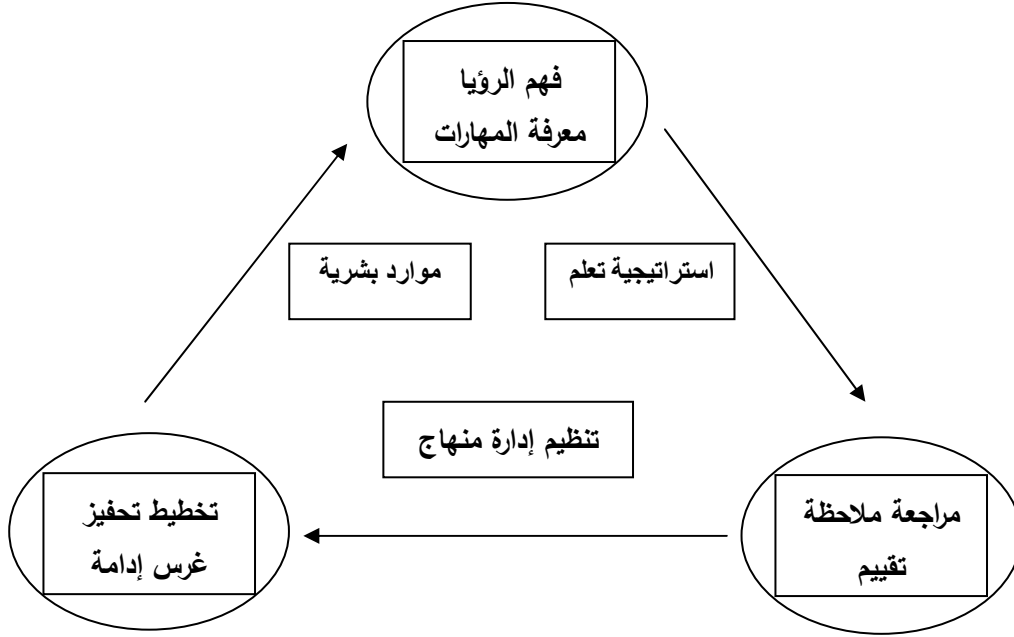 فهم الرؤيا
معرفة المهارات
استراتيجية تعلم
موارد بشرية
تنظيم إدارة منهاج
مراجعة ملاحظة
تقييم
تخطيط تحفيز
غرس إدامة